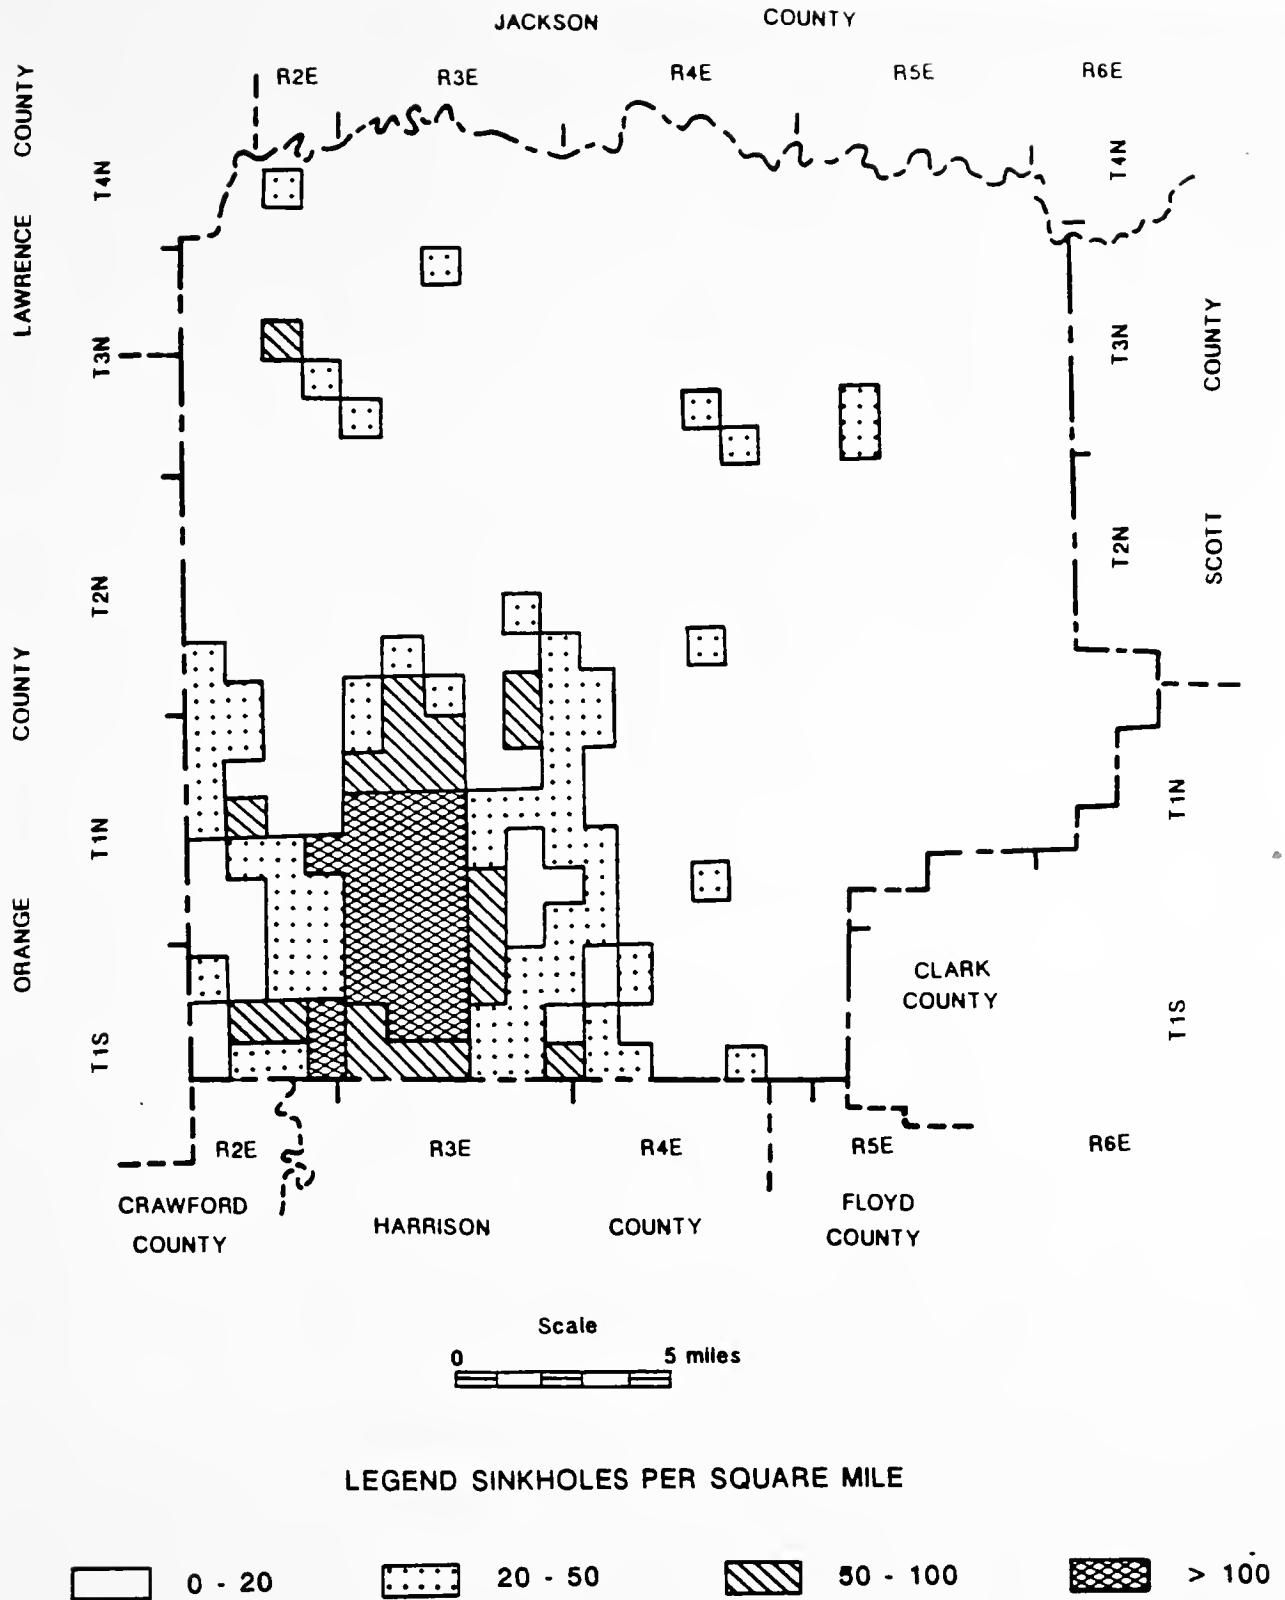 JACKSON COUNTY
R2E R3E R4E R5E R6E
LAWRENCE COUNTY
T4N
T3N
T2N
ORANGE COUNTY
T1N
T1S
T4N
T3N
T2N
SCOTT COUNTY
T1N
T1S
CLARK
COUNTY
R2E R3E R4E R5E R6E
CRAWFORD
COUNTY
HARRISON COUNTY
FLOYD
COUNTY
Scale
0 5 miles
LEGEND SINKHOLES PER SQUARE MILE
0 - 20 20 - 50 50 - 100 > 100